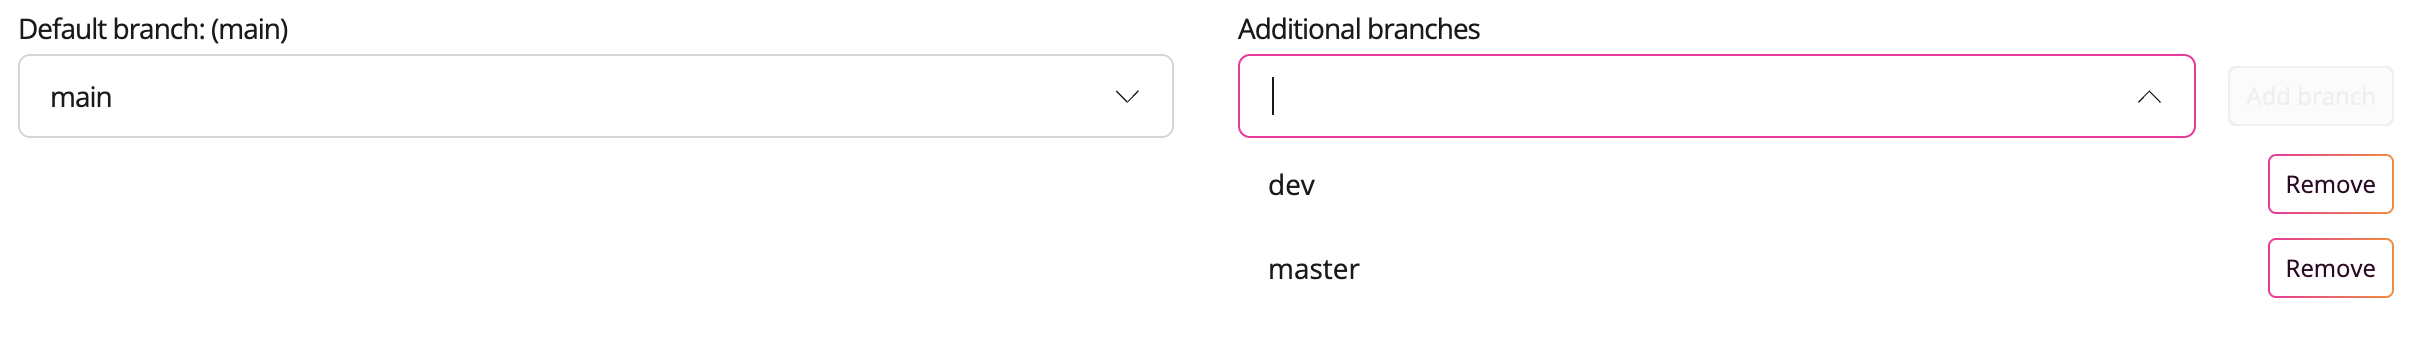 Default branch: (main)
Additional branches
main
Add branch
dev
Remove
master
Remove